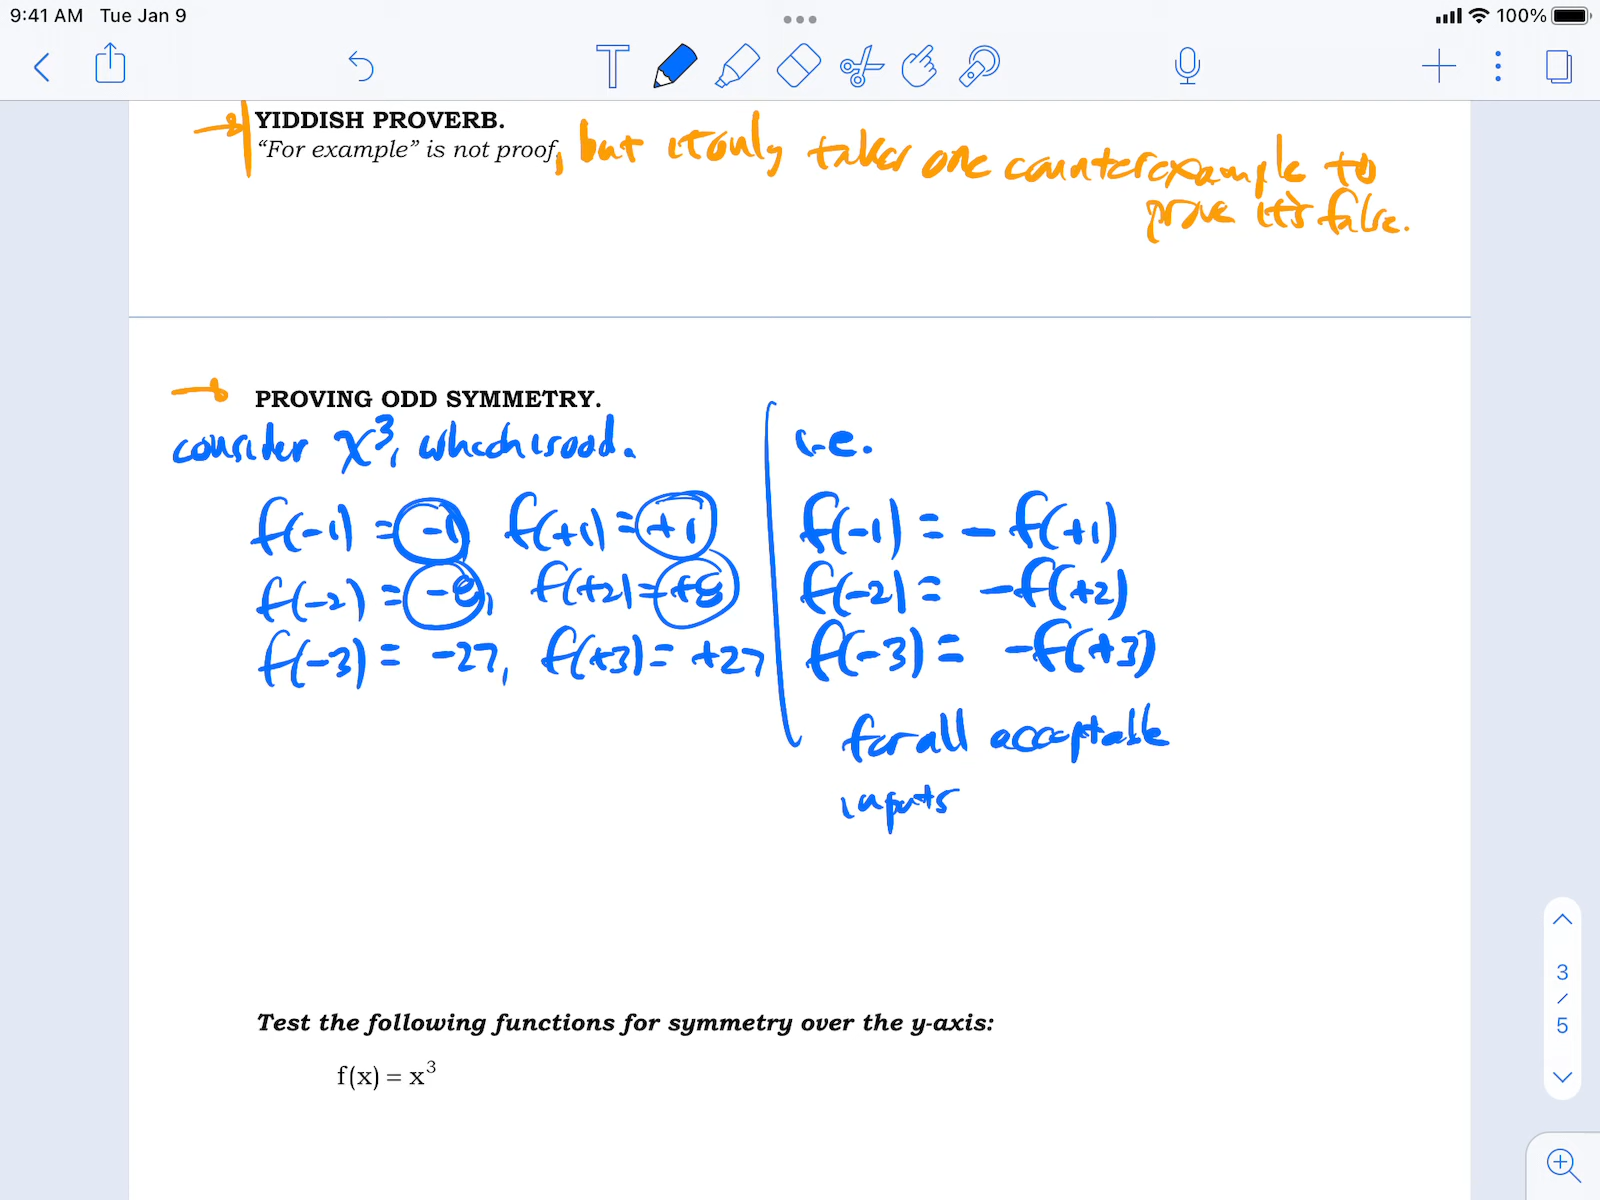 9:41 AM Tue Jan 9
100%
YIDDISH PROVERB.
“For example” is not proof, but it only takes one counterexample to
prove it's false.
PROVING ODD SYMMETRY.
consider x³, which is odd.
i.e.
f(-1) = -1 f(+1) = +1 f(-1) = - f(+1)
f(-2) = -8, f(+2) = +8 f(-2) = -f(+2)
f(-3) = -27, f(+3) = +27 f(-3) = -f(+3)
for all acceptable
inputs
3
/
5
Test the following functions for symmetry over the y-axis:
f(x) = x³